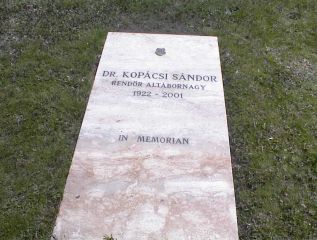 DR. KOPÁCSI SÁNDOR
RENDŐR ALTÁBORNAGY
1922 - 2001
IN MEMORIAN